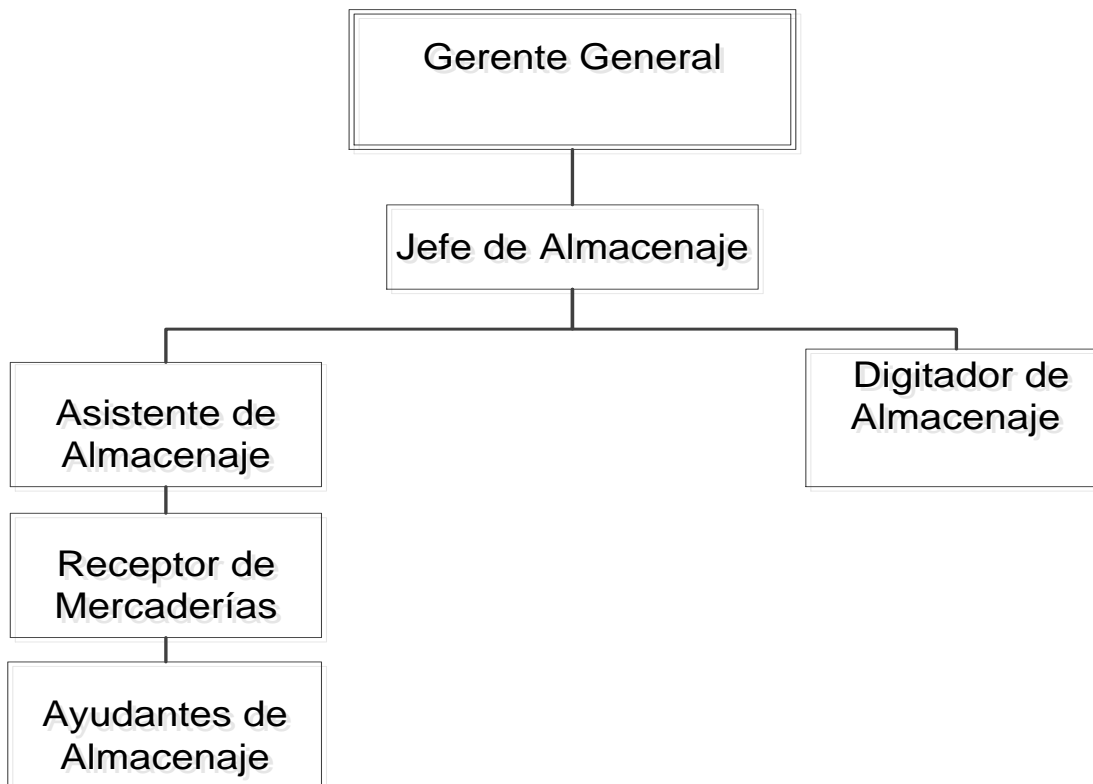 Gerente General
Jefe de Almacenaje
Asistente de
Almacenaje
Digitador de
Almacenaje
Receptor de
Mercaderías
Ayudantes de
Almacenaje